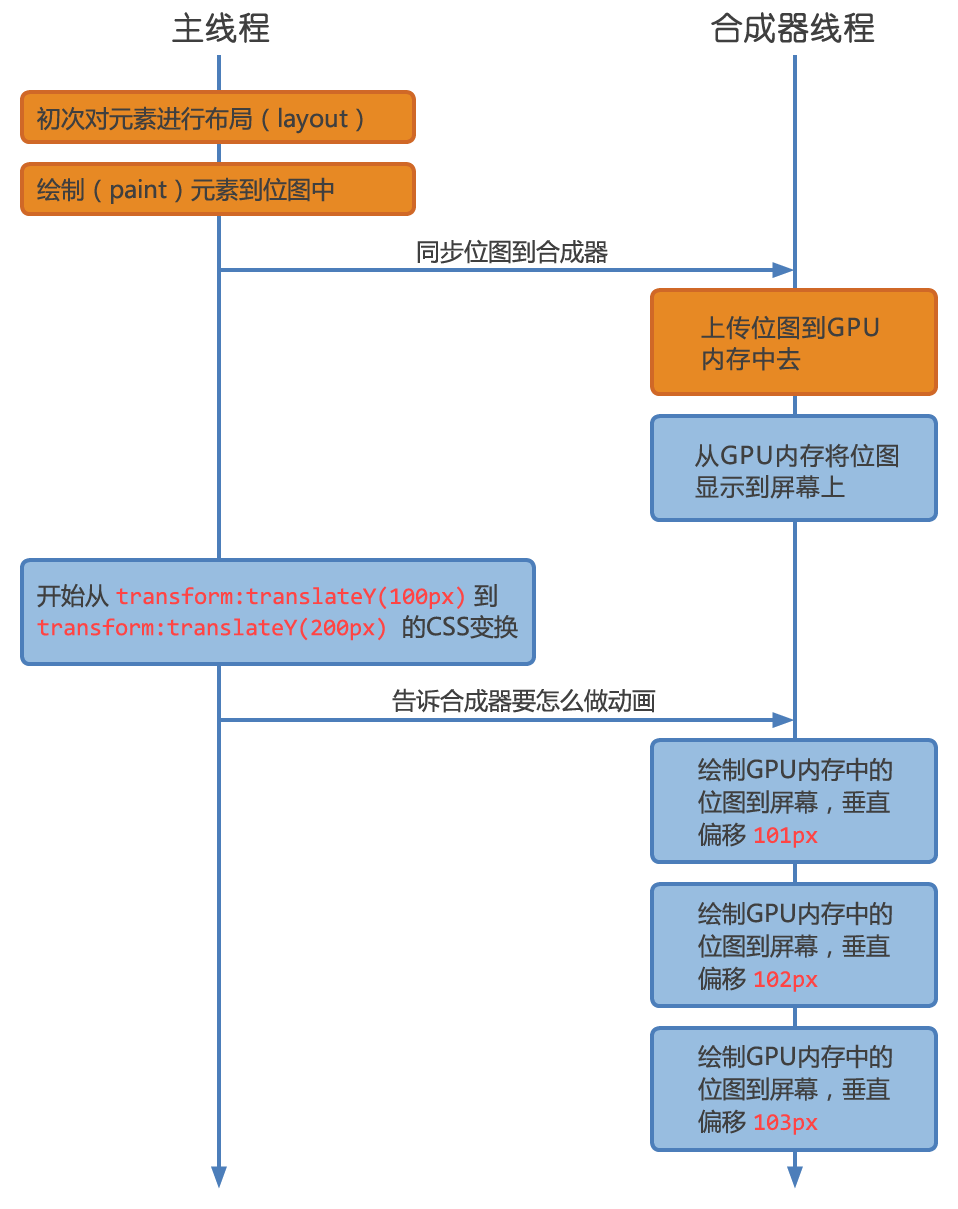 主线程
合成器线程
初次对元素进行布局（layout）
绘制（paint）元素到位图中
同步位图到合成器
上传位图到GPU
内存中去
从GPU内存将位图
显示到屏幕上
开始从 transform:translateY(100px) 到
transform:translateY(200px) 的CSS变换
告诉合成器要怎么做动画
绘制GPU内存中的
位图到屏幕，垂直
偏移 101px
绘制GPU内存中的
位图到屏幕，垂直
偏移 102px
绘制GPU内存中的
位图到屏幕，垂直
偏移 103px